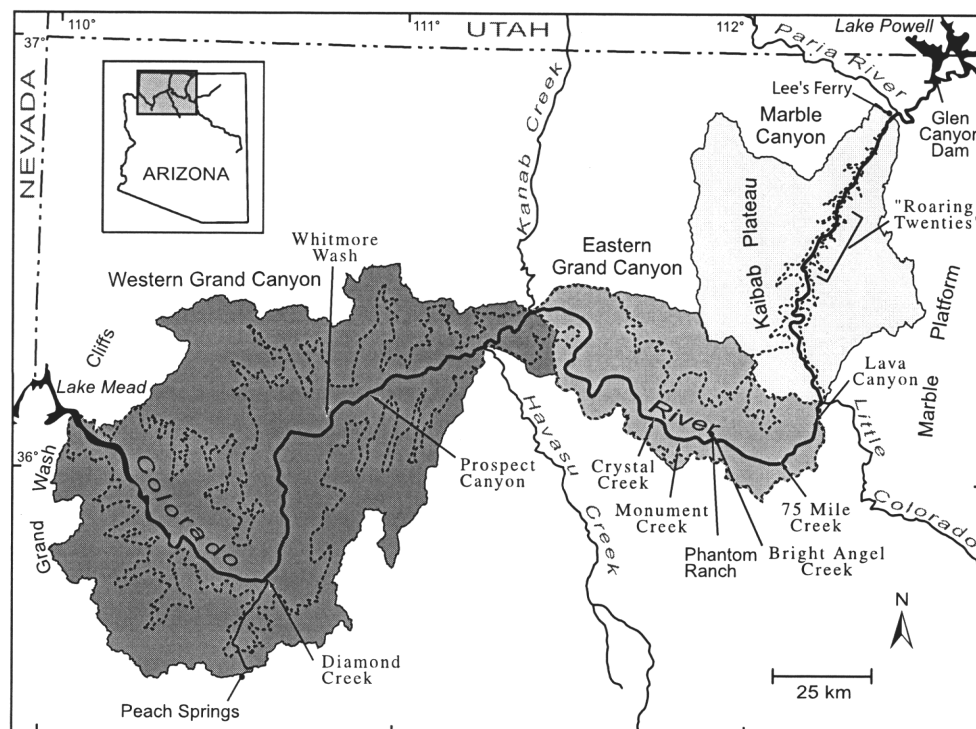 110°
111°
112°
UTAH
37°
NEVADA
ARIZONA
Kanab Creek
Paria River
Lake Powell
Lee's Ferry
Marble
Canyon
Glen
Canyon
Dam
"Roaring
Twenties"
Kaibab Plateau
Whitmore
Wash
Western Grand Canyon
Eastern
Grand Canyon
Marble Platform
Lava
Canyon
Little
Colorado
Grand Wash Cliffs
Lake Mead
36°
Colorado
River
Prospect
Canyon
Havasu Creek
Crystal
Creek
Monument
Creek
Phantom
Ranch
Bright Angel
Creek
75 Mile
Creek
Diamond
Creek
Peach Springs
N
25 km